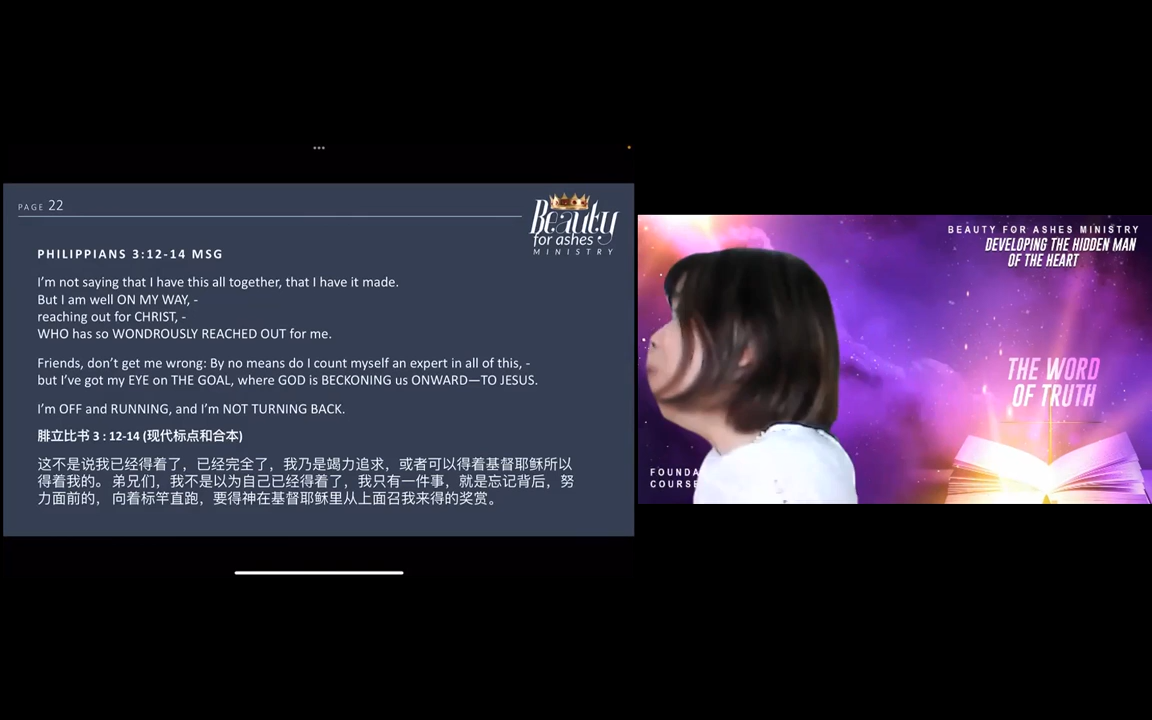 PAGE 22
Beauty
for ashes
MINISTRY
PHILIPPIANS 3:12-14 MSG
I'm not saying that I have this all together, that I have it made.
But I am well ON MY WAY, -
reaching out for CHRIST, -
WHO has so WONDROUSLY REACHED OUT for me.
Friends, don't get me wrong: By no means do I count myself an expert in all of this, -
but I've got my EYE on THE GOAL, where GOD is BECKONING us ONWARD—TO JESUS.
I'm OFF and RUNNING, and I'm NOT TURNING BACK.
腓立比书 3 : 12-14 (现代标点和合本)
这不是说我已经得着了，已经完全了，我乃是竭力追求，或者可以得着基督耶稣所以
得着我的。 弟兄们，我不是以为自己已经得着了，我只有一件事，就是忘记背后，努
力面前的， 向着标竿直跑，要得神在基督耶稣里从上面召我来得的奖赏。
BEAUTY FOR ASHES MINISTRY
DEVELOPING THE HIDDEN MAN
OF THE HEART
THE WORD
OF TRUTH
FOUNDA
COURSE